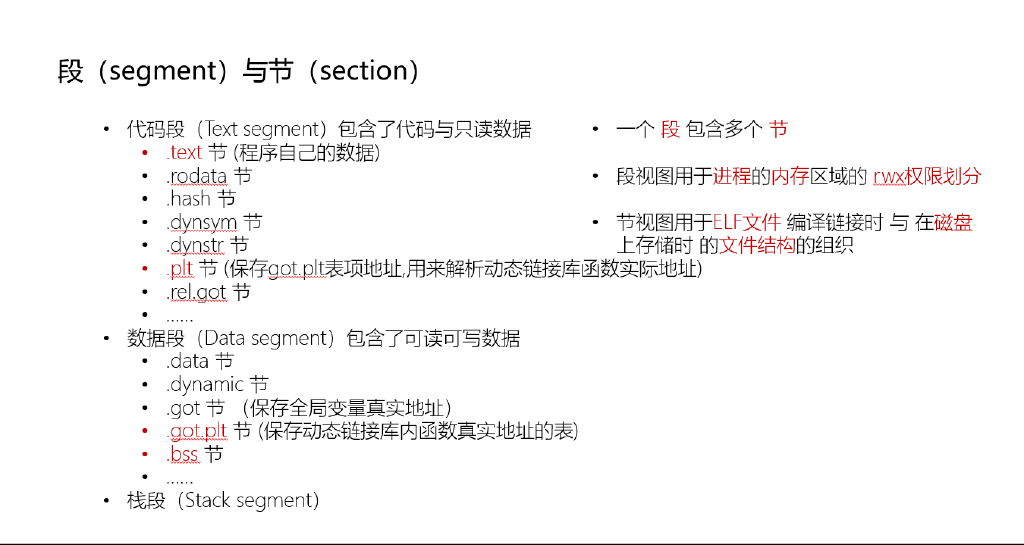 段（segment）与节（section）
• 代码段（Text segment）包含了代码与只读数据
• .text 节 (程序自己的数据)
• .rodata 节
• .hash 节
• .dynsym 节
• .dynstr 节
• .plt 节 (保存got.plt表项地址,用来解析动态链接库函数实际地址)
• .rel.got 节
• ......
• 数据段（Data segment）包含了可读可写数据
• .data 节
• .dynamic 节
• .got 节 （保存全局变量真实地址）
• .got.plt 节 (保存动态链接库内函数真实地址的表)
• .bss 节
• ......
• 栈段（Stack segment）
• 一个 段 包含多个 节
• 段视图用于进程的内存区域的 rwx权限划分
• 节视图用于ELF文件 编译链接时 与 在磁盘
上存储时 的文件结构的组织